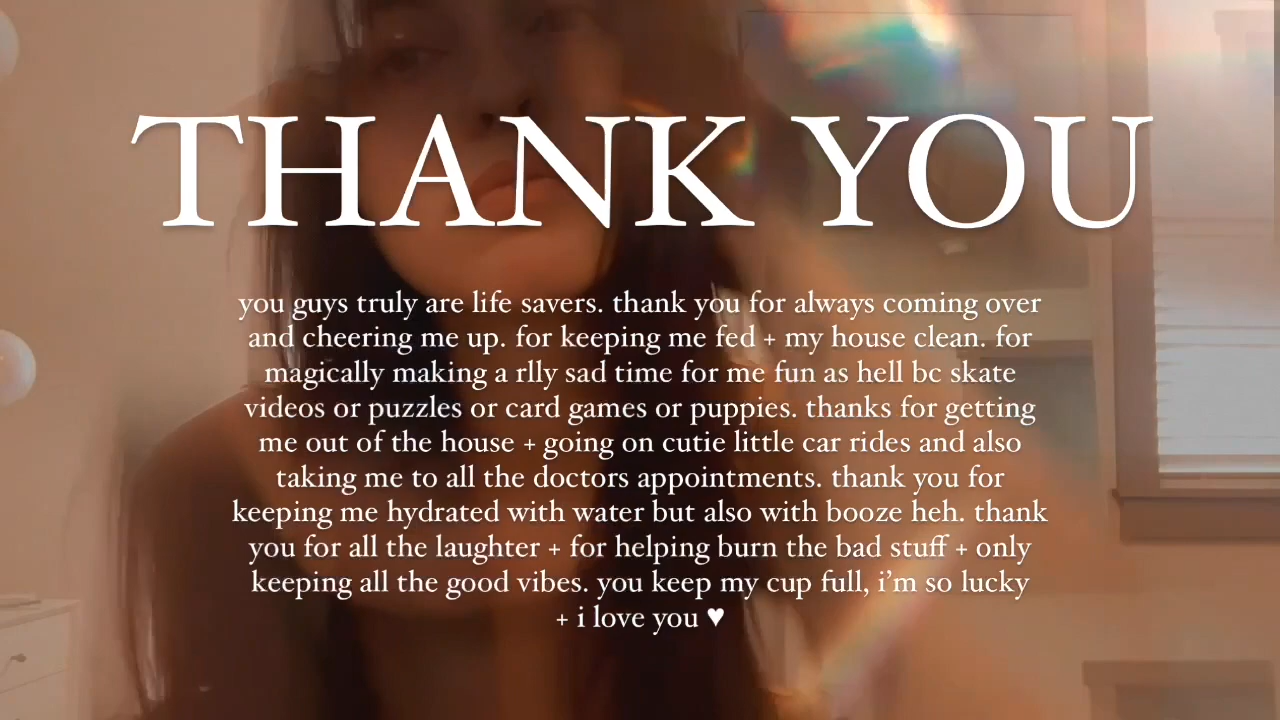 THANK YOU
you guys truly are life savers. thank you for always coming over
and cheering me up. for keeping me fed + my house clean. for
magically making a rlly sad time for me fun as hell bc skate
videos or puzzles or card games or puppies. thanks for getting
me out of the house + going on cutie little car rides and also
taking me to all the doctors appointments. thank you for
keeping me hydrated with water but also with booze heh. thank
you for all the laughter + for helping burn the bad stuff + only
keeping all the good vibes. you keep my cup full, i’m so lucky
+ i love you ♥